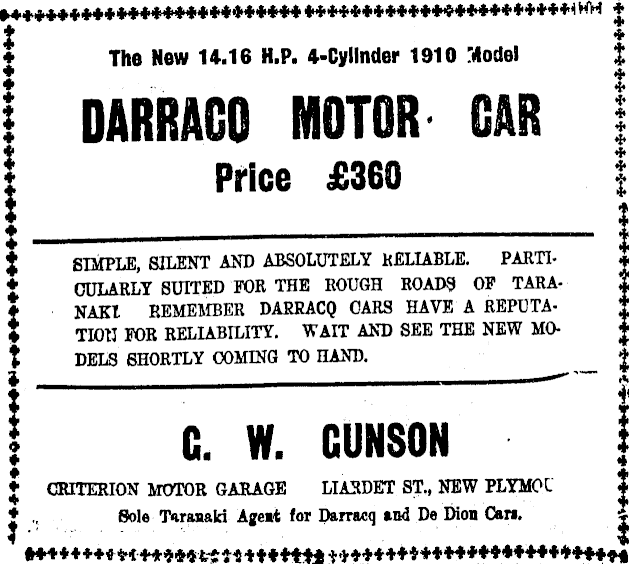 The New 14.16 H.P. 4-Cylinder 1910 Model
DARRACQ MOTOR CAR
Price £360
SIMPLE, SILENT AND ABSOLUTELY RELIABLE. PARTI-
CULARLY SUITED FOR THE ROUGH ROADS OF TARA-
NAKI. REMEMBER DARRACQ CARS HAVE A REPUTA-
TION FOR RELIABILITY. WAIT AND SEE THE NEW MO-
DELS SHORTLY COMING TO HAND.
G. W. GUNSON
CRITERION MOTOR GARAGE LIARDET ST., NEW PLYMOU
Sole Taranaki Agent for Darracq and De Dion Cars.